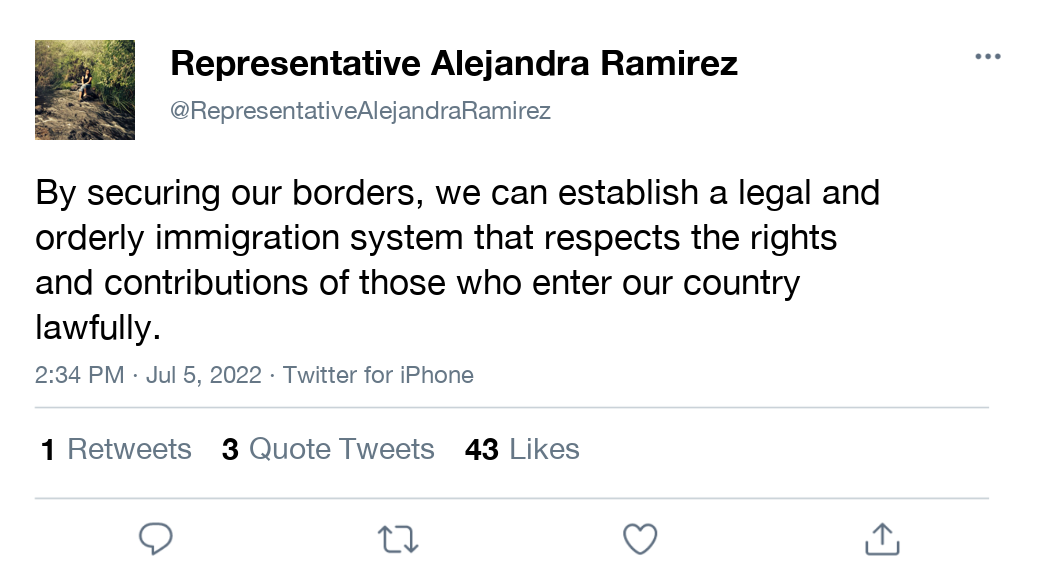 Representative Alejandra Ramirez
@RepresentativeAlejandraRamirez
By securing our borders, we can establish a legal and
orderly immigration system that respects the rights
and contributions of those who enter our country
lawfully.
2:34 PM · Jul 5, 2022 · Twitter for iPhone
1 Retweets 3 Quote Tweets 43 Likes